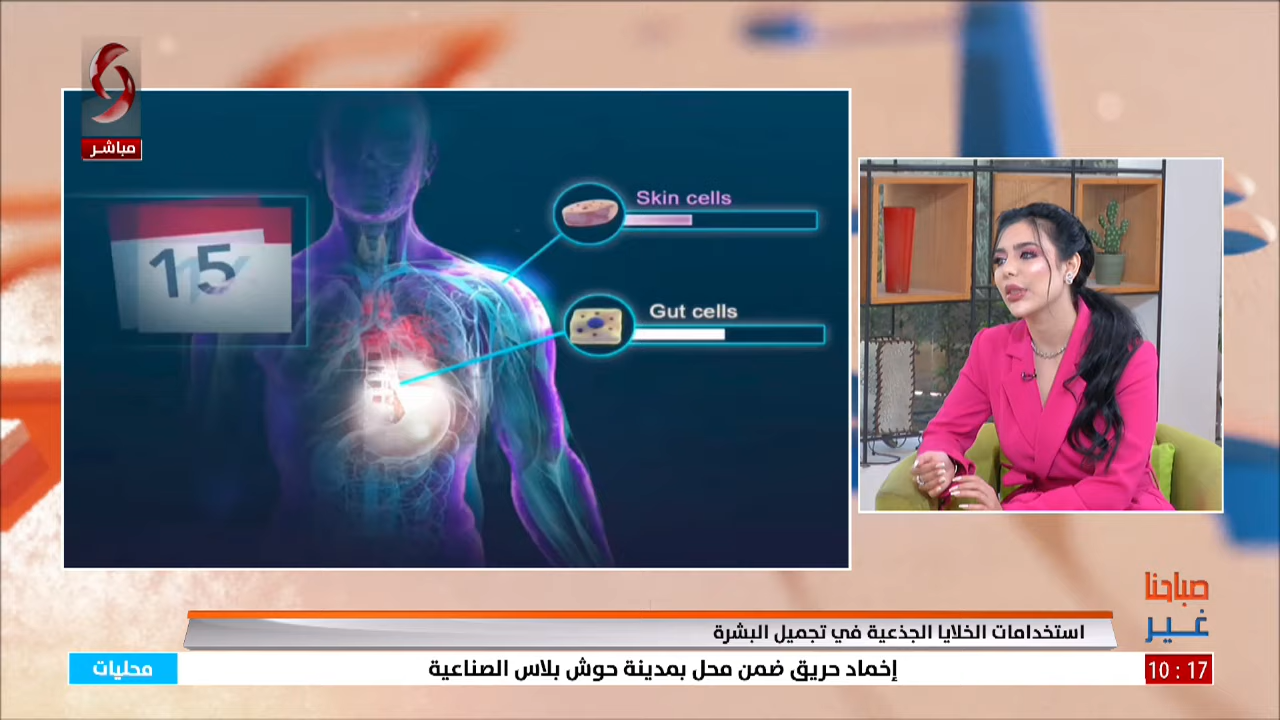 مباشر
15
Skin cells
Gut cells
صباحنا
غير
استخدامات الخلايا الجذعية في تجميل البشرة
محليات
إخماد حريق ضمن محل بمدينة حوش بلاس الصناعية
10:17